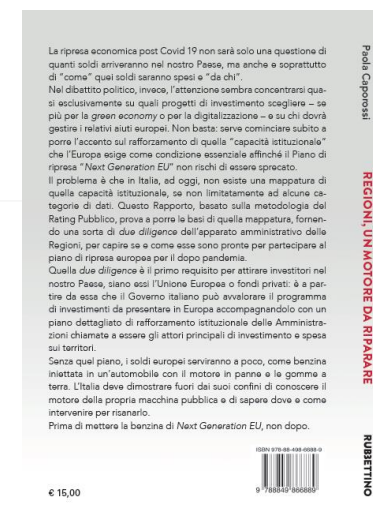 La ripresa economica post Covid 19 non sarà solo una questione di
quanti soldi arriveranno nel nostro Paese, ma anche e soprattutto
di "come" quei soldi saranno spesi e "da chi".
Nel dibattito politico, invece, l'attenzione sembra concentrarsi qua-
si esclusivamente su quali progetti di investimento scegliere – se
più per la green economy o per la digitalizzazione – e su chi dovrà
gestire i relativi aiuti europei. Non basta: serve cominciare subito a
porre l'accento sul rafforzamento di quella "capacità istituzionale"
che l'Europa esige come condizione essenziale affinché il Piano di
ripresa "Next Generation EU" non rischi di essere sprecato.
Il problema è che in Italia, ad oggi, non esiste una mappatura di
quella capacità istituzionale, se non limitatamente ad alcune ca-
tegorie di dati. Questo Rapporto, basato sulla metodologia del
Rating Pubblico, prova a porre le basi di quella mappatura, fornen-
do una sorta di due diligence dell'apparato amministrativo delle
Regioni, per capire se e come esse sono pronte per partecipare al
piano di ripresa europea per il dopo pandemia.
Quella due diligence è il primo requisito per attirare investitori nel
nostro Paese, siano essi l'Unione Europea o fondi privati: è a par-
tire da essa che il Governo italiano può avvalorare il programma
di investimenti da presentare in Europa accompagnandolo con un
piano dettagliato di rafforzamento istituzionale delle Amministra-
zioni chiamate a essere gli attori principali di investimento e spesa
sui territori.
Senza quel piano, i soldi europei serviranno a poco, come benzina
iniettata in un'automobile con il motore in panne e le gomme a
terra. L'Italia deve dimostrare fuori dai suoi confini di conoscere il
motore della propria macchina pubblica e di sapere dove e come
intervenire per risanarlo.
Prima di mettere la benzina di Next Generation EU, non dopo.
€ 15,00
ISBN 978-88-498-6688-9
9 788849 866889
Paola Caporossi
REGIONI, UN MOTORE DA RIPARARE
RUBBETTINO